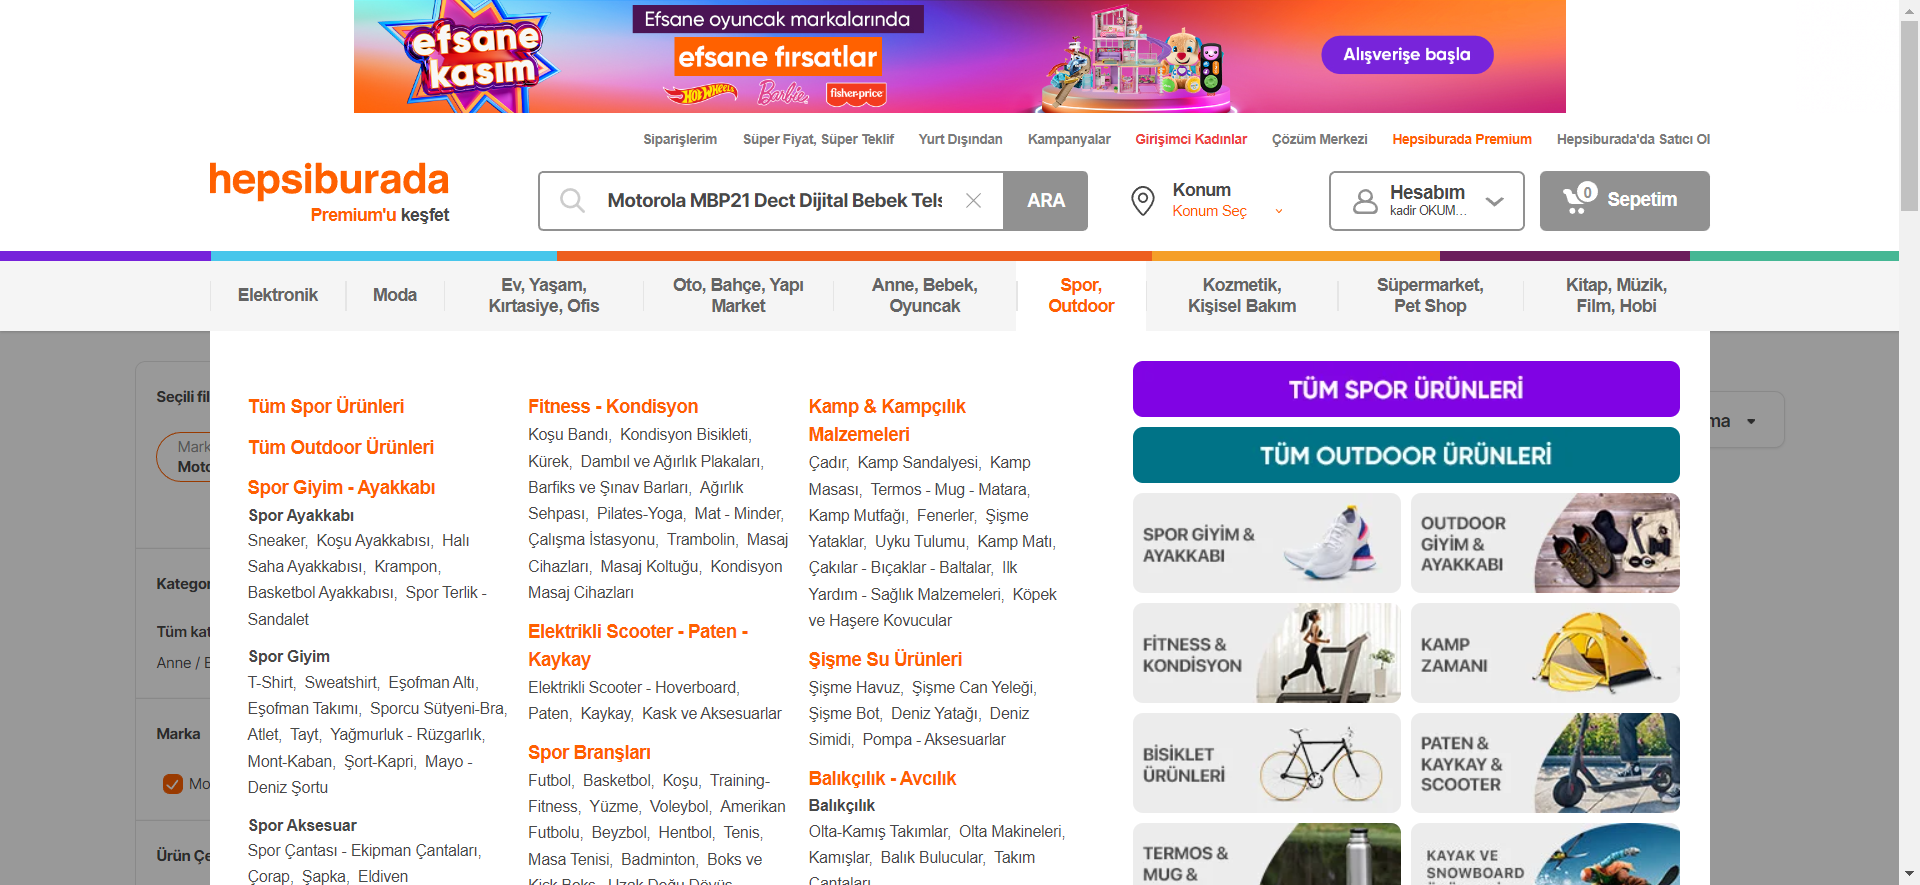 efsane
kasım
Efsane oyuncak markalarında
efsane fırsatlar
Hot Wheels
Barbie
fisher-price
Alışverişe başla
Siparişlerim
Süper Fiyat, Süper Teklif
Yurt Dışından
Kampanyalar
Girişimci Kadınlar
Çözüm Merkezi
Hepsiburada Premium
Hepsiburada'da Satıcı Ol
hepsiburada
Premium'u keşfet
Motorola MBP21 Dect Dijital Bebek Tels
ARA
Konum
Konum Seç
Hesabım
kadir OKUM...
0
Sepetim
Elektronik
Moda
Ev, Yaşam,
Kırtasiye, Ofis
Oto, Bahçe, Yapı
Market
Anne, Bebek,
Oyuncak
Spor,
Outdoor
Kozmetik,
Kişisel Bakım
Süpermarket,
Pet Shop
Kitap, Müzik,
Film, Hobi
Seçili fil
Mark
Moto
Kategor
Tüm kat
Anne / B
Marka
Mo
Ürün Çe
Tüm Spor Ürünleri
Tüm Outdoor Ürünleri
Spor Giyim - Ayakkabı
Spor Ayakkabı
Sneaker, Koşu Ayakkabısı, Halı
Saha Ayakkabısı, Krampon,
Basketbol Ayakkabısı, Spor Terlik -
Sandalet
Spor Giyim
T-Shirt, Sweatshirt, Eşofman Altı,
Eşofman Takımı, Sporcu Sütyeni-Bra,
Atlet, Tayt, Yağmurluk - Rüzgarlık,
Mont-Kaban, Şort-Kapri, Mayo -
Deniz Şortu
Spor Aksesuar
Spor Çantası - Ekipman Çantaları,
Çorap, Şapka, Eldiven
Fitness - Kondisyon
Koşu Bandı, Kondisyon Bisikleti,
Kürek, Dambıl ve Ağırlık Plakaları,
Barfiks ve Şınav Barları, Ağırlık
Sehpası, Pilates-Yoga, Mat - Minder,
Çalışma İstasyonu, Trambolin, Masaj
Cihazları, Masaj Koltuğu, Kondisyon
Masaj Cihazları
Elektrikli Scooter - Paten -
Kaykay
Elektrikli Scooter - Hoverboard,
Paten, Kaykay, Kask ve Aksesuarlar
Spor Branşları
Futbol, Basketbol, Koşu, Training-
Fitness, Yüzme, Voleybol, Amerikan
Futbolu, Beyzbol, Hentbol, Tenis,
Masa Tenisi, Badminton, Boks ve
Kick Boks, Uzak Doğu Dövüş
Kamp & Kampçılık
Malzemeleri
Çadır, Kamp Sandalyesi, Kamp
Masası, Termos - Mug - Matara,
Kamp Mutfağı, Fenerler, Şişme
Yataklar, Uyku Tulumu, Kamp Matı,
Çakılar - Bıçaklar - Baltalar, Ilk
Yardım - Sağlık Malzemeleri, Köpek
ve Haşere Kovucular
Şişme Su Ürünleri
Şişme Havuz, Şişme Can Yeleği,
Şişme Bot, Deniz Yatağı, Deniz
Simidi, Pompa - Aksesuarlar
Balıkçılık - Avcılık
Balıkçılık
Olta-Kamış Takımlar, Olta Makineleri,
Kamışlar, Balık Bulucular, Takım
Çantaları
TÜM SPOR ÜRÜNLERİ
TÜM OUTDOOR ÜRÜNLERİ
SPOR GİYİM &
AYAKKABI
OUTDOOR
GİYİM &
AYAKKABI
FİTNESS &
KONDİSYON
KAMP
ZAMANI
BİSİKLET
ÜRÜNLERİ
PATEN &
KAYKAY &
SCOOTER
TERMOS &
MUG &
KAYAK VE
SNOWBOARD
ma